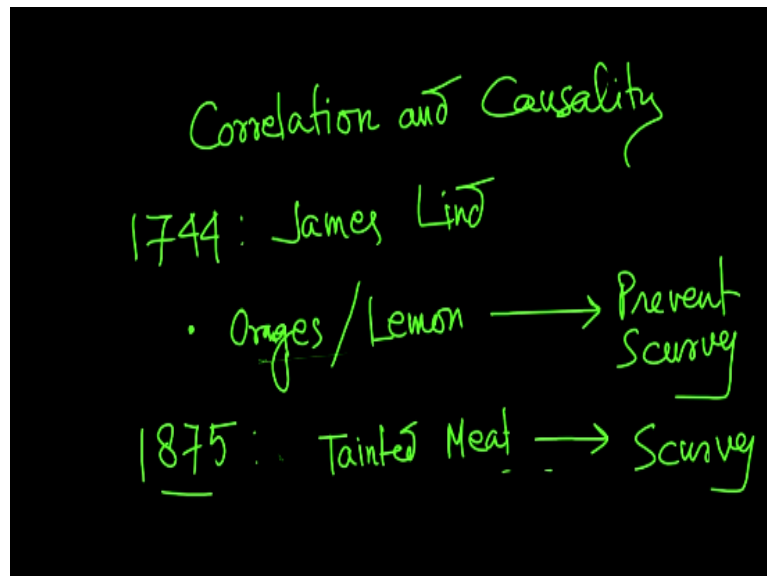 Correlation and Causality
1744: James Lind
• Oranges/Lemon → Prevent
Scurvy
1875: Tainted Meat → Scurvy